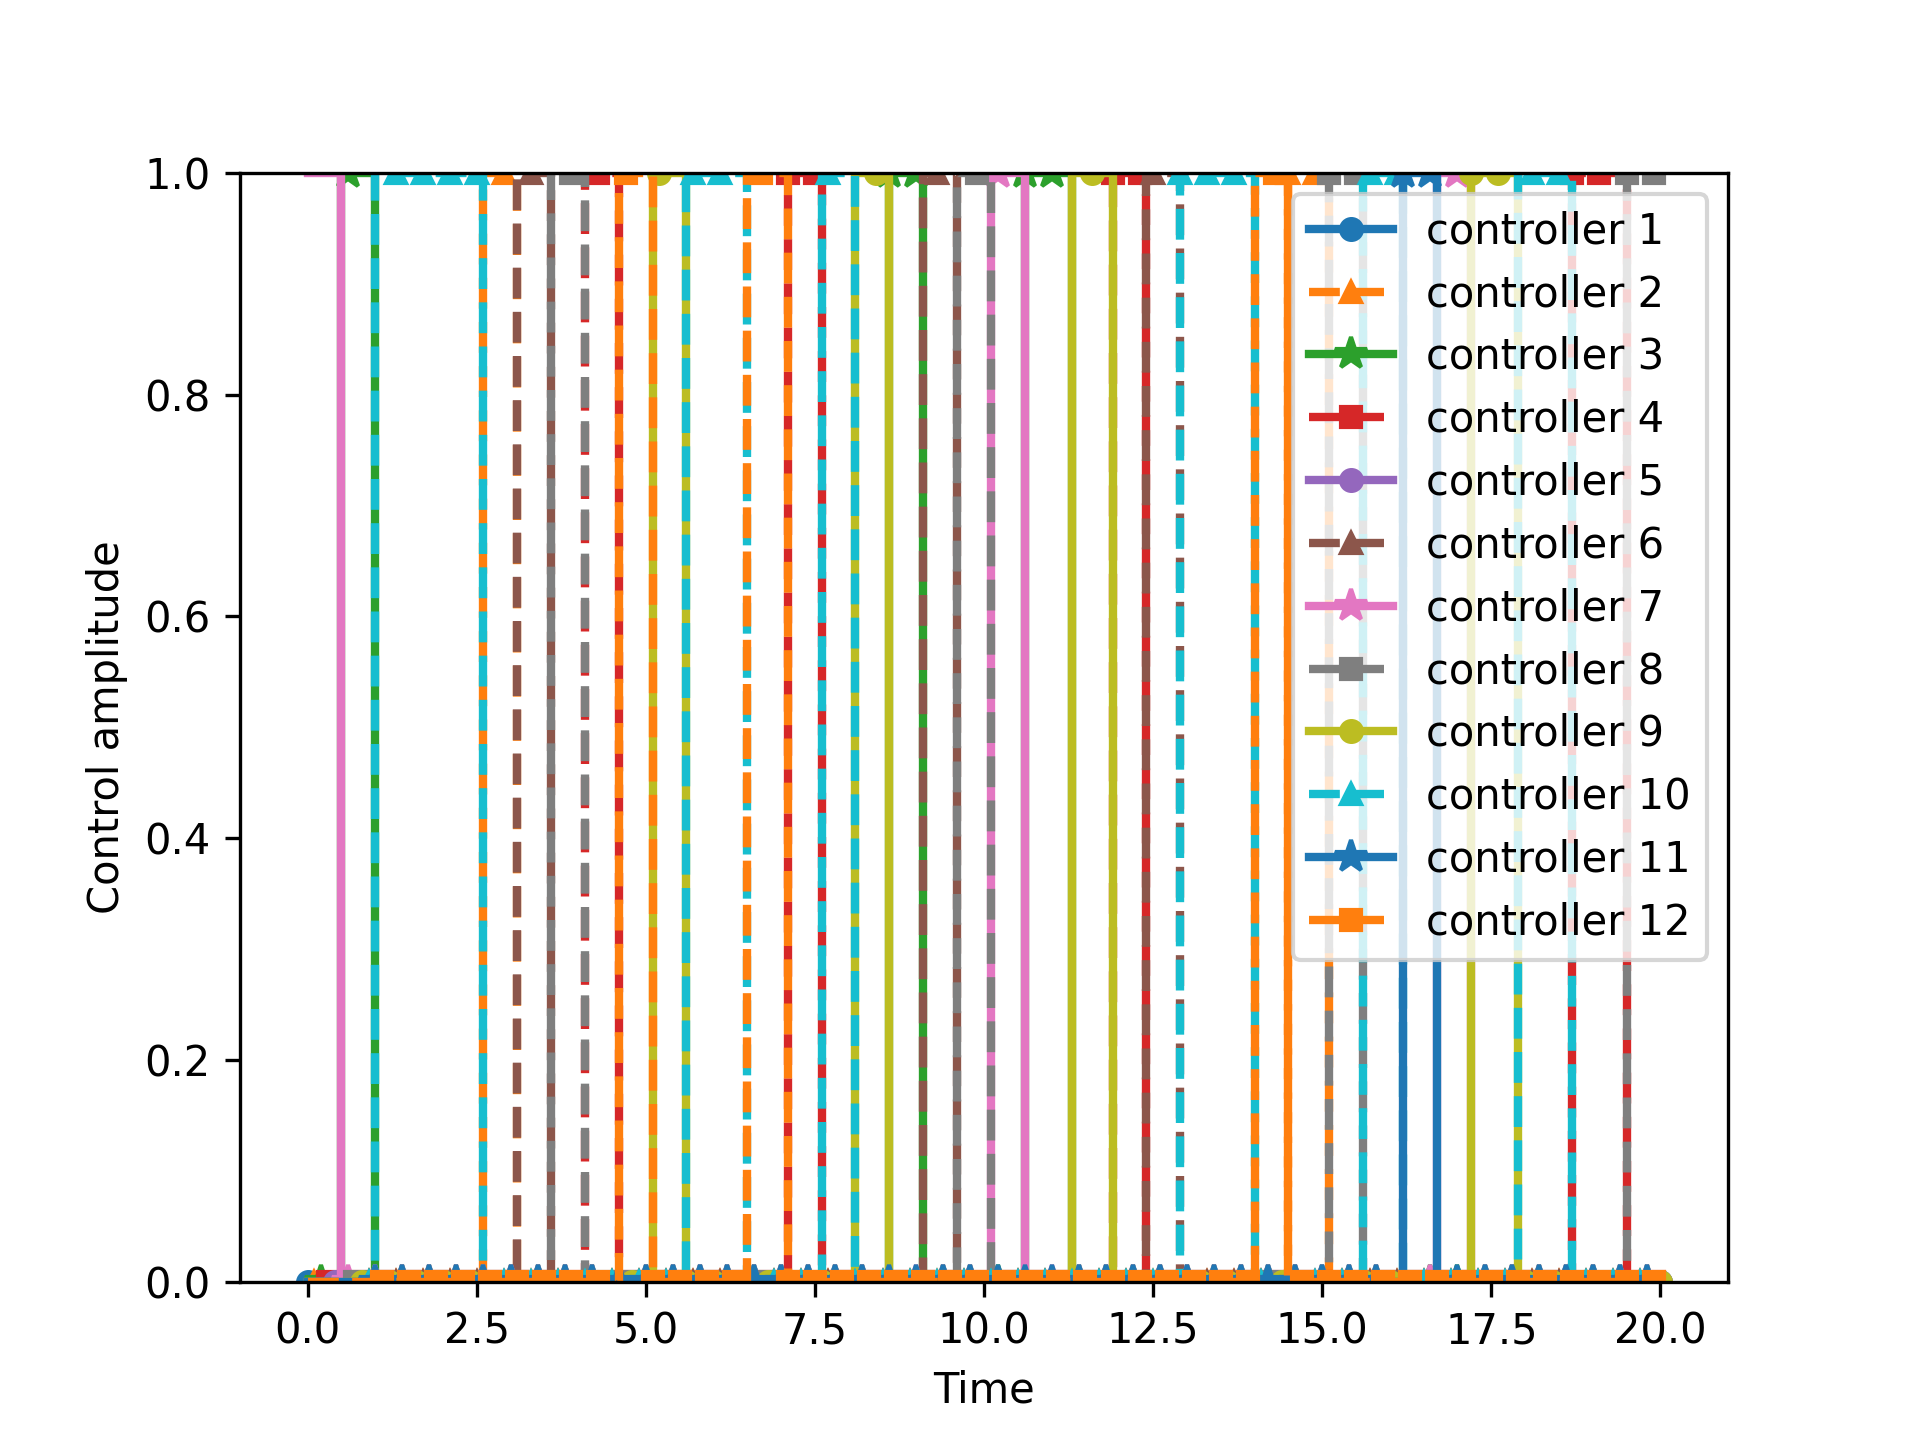 1.0
0.8
0.6
0.4
0.2
0.0
Control amplitude
0.0 2.5 5.0 7.5 10.0 12.5 15.0 17.5 20.0
Time
controller 1
controller 2
controller 3
controller 4
controller 5
controller 6
controller 7
controller 8
controller 9
controller 10
controller 11
controller 12